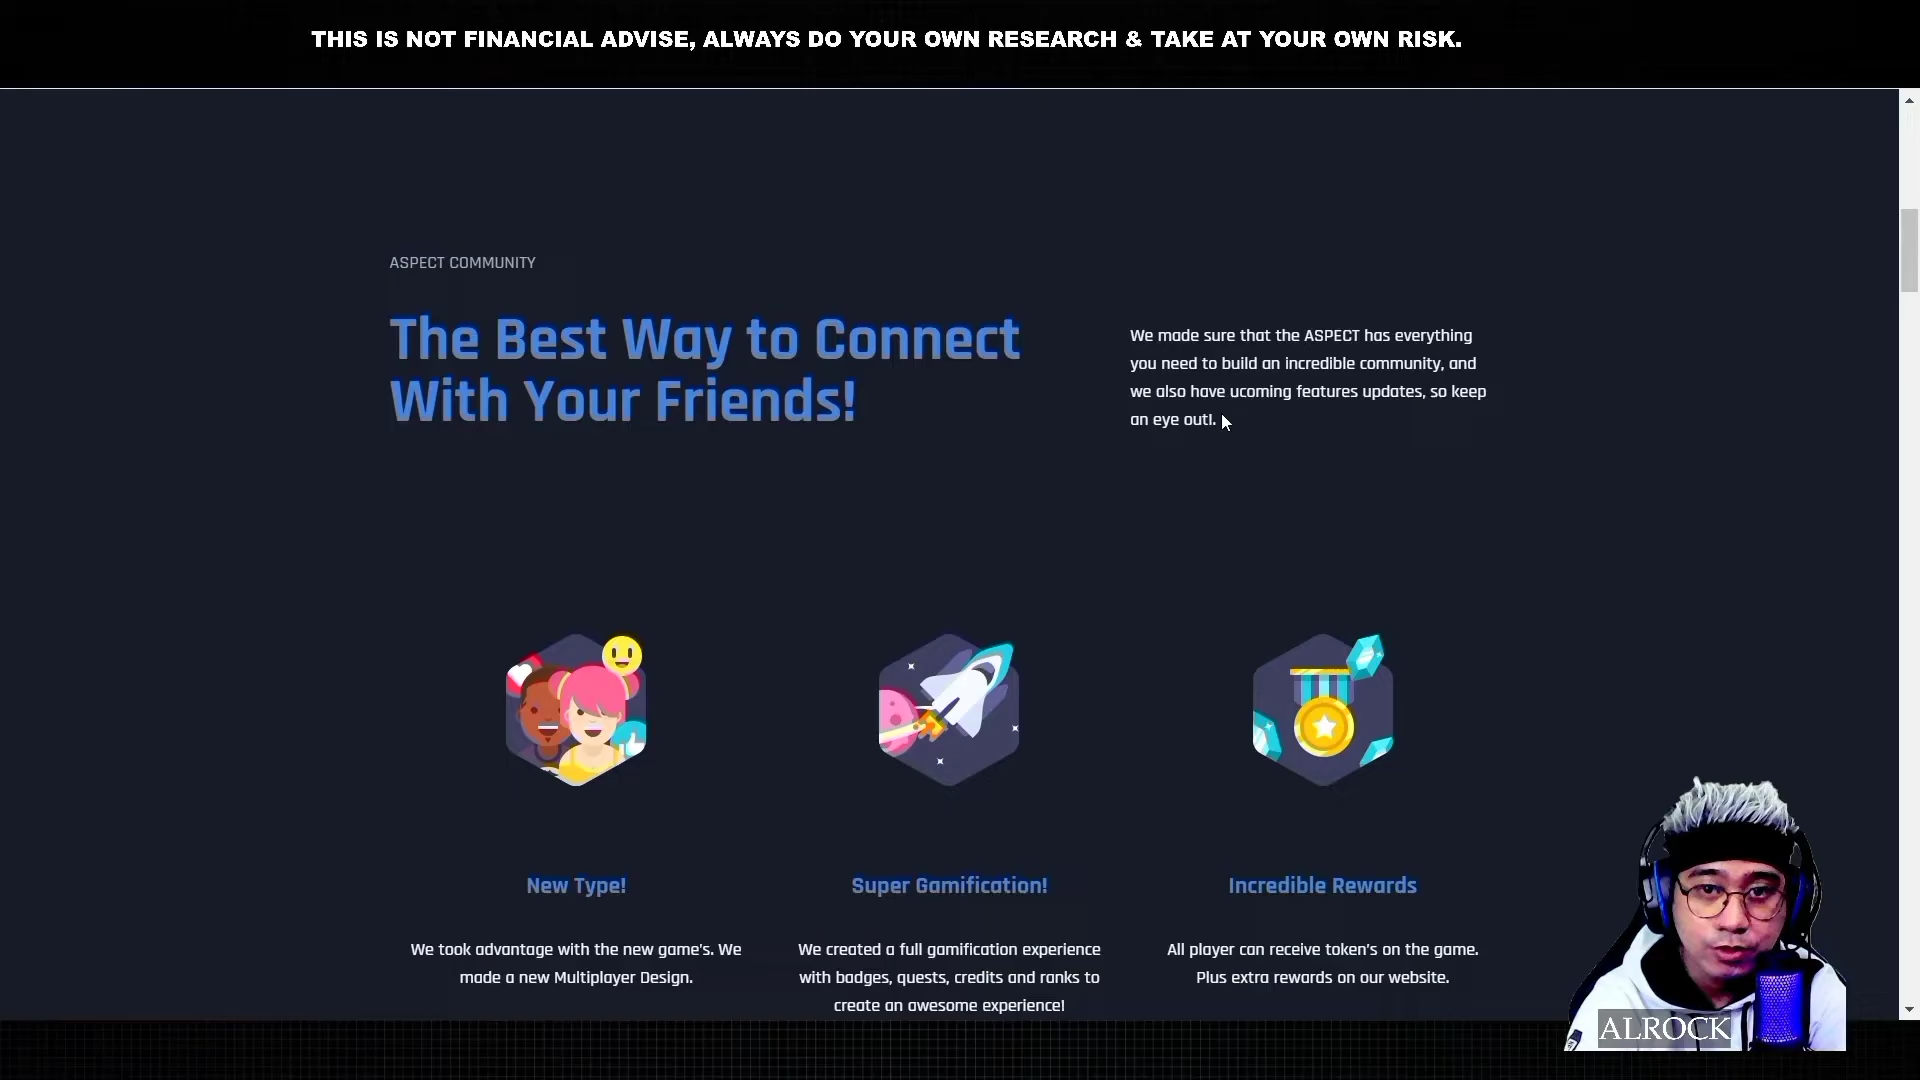 THIS IS NOT FINANCIAL ADVISE, ALWAYS DO YOUR OWN RESEARCH & TAKE AT YOUR OWN RISK.
ASPECT COMMUNITY
The Best Way to Connect
With Your Friends!
We made sure that the ASPECT has everything
you need to build an incredible community, and
we also have ucoming features updates, so keep
an eye out!.
New Type!
We took advantage with the new game's. We
made a new Multiplayer Design.
Super Gamification!
We created a full gamification experience
with badges, quests, credits and ranks to
create an awesome experience!
Incredible Rewards
All player can receive token's on the game.
Plus extra rewards on our website.
ALROCK